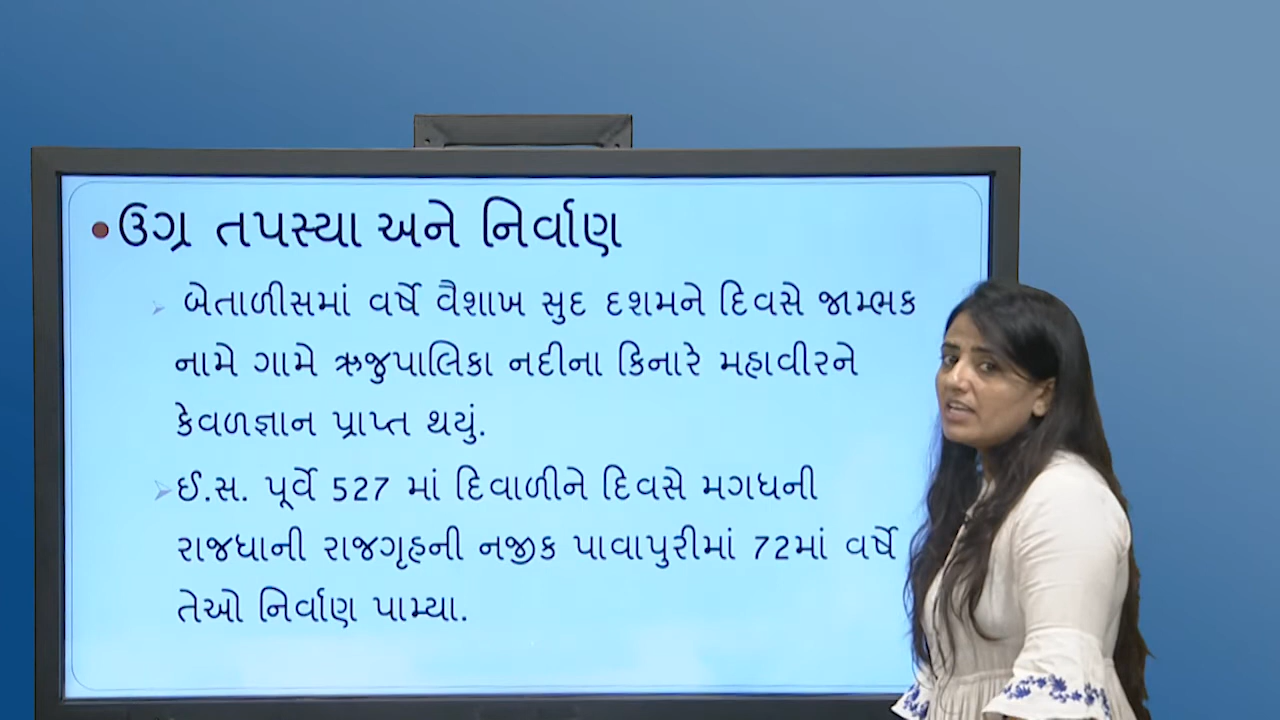 ઉગ્ર તપસ્યા અને નિર્વાણ
બેતાળીસમાં વર્ષે વૈશાખ સુદ દશમને દિવસે જામ્ભક
નામે ગામે ઋજુપાલિકા નદીના કિનારે મહાવીરને
કેવળજ્ઞાન પ્રાપ્ત થયું.
ઈ.સ. પૂર્વે 527 માં દિવાળીને દિવસે મગધની
રાજધાની રાજગૃહની નજીક પાવાપુરીમાં 72માં વર્ષે
તેઓ નિર્વાણ પામ્યા.